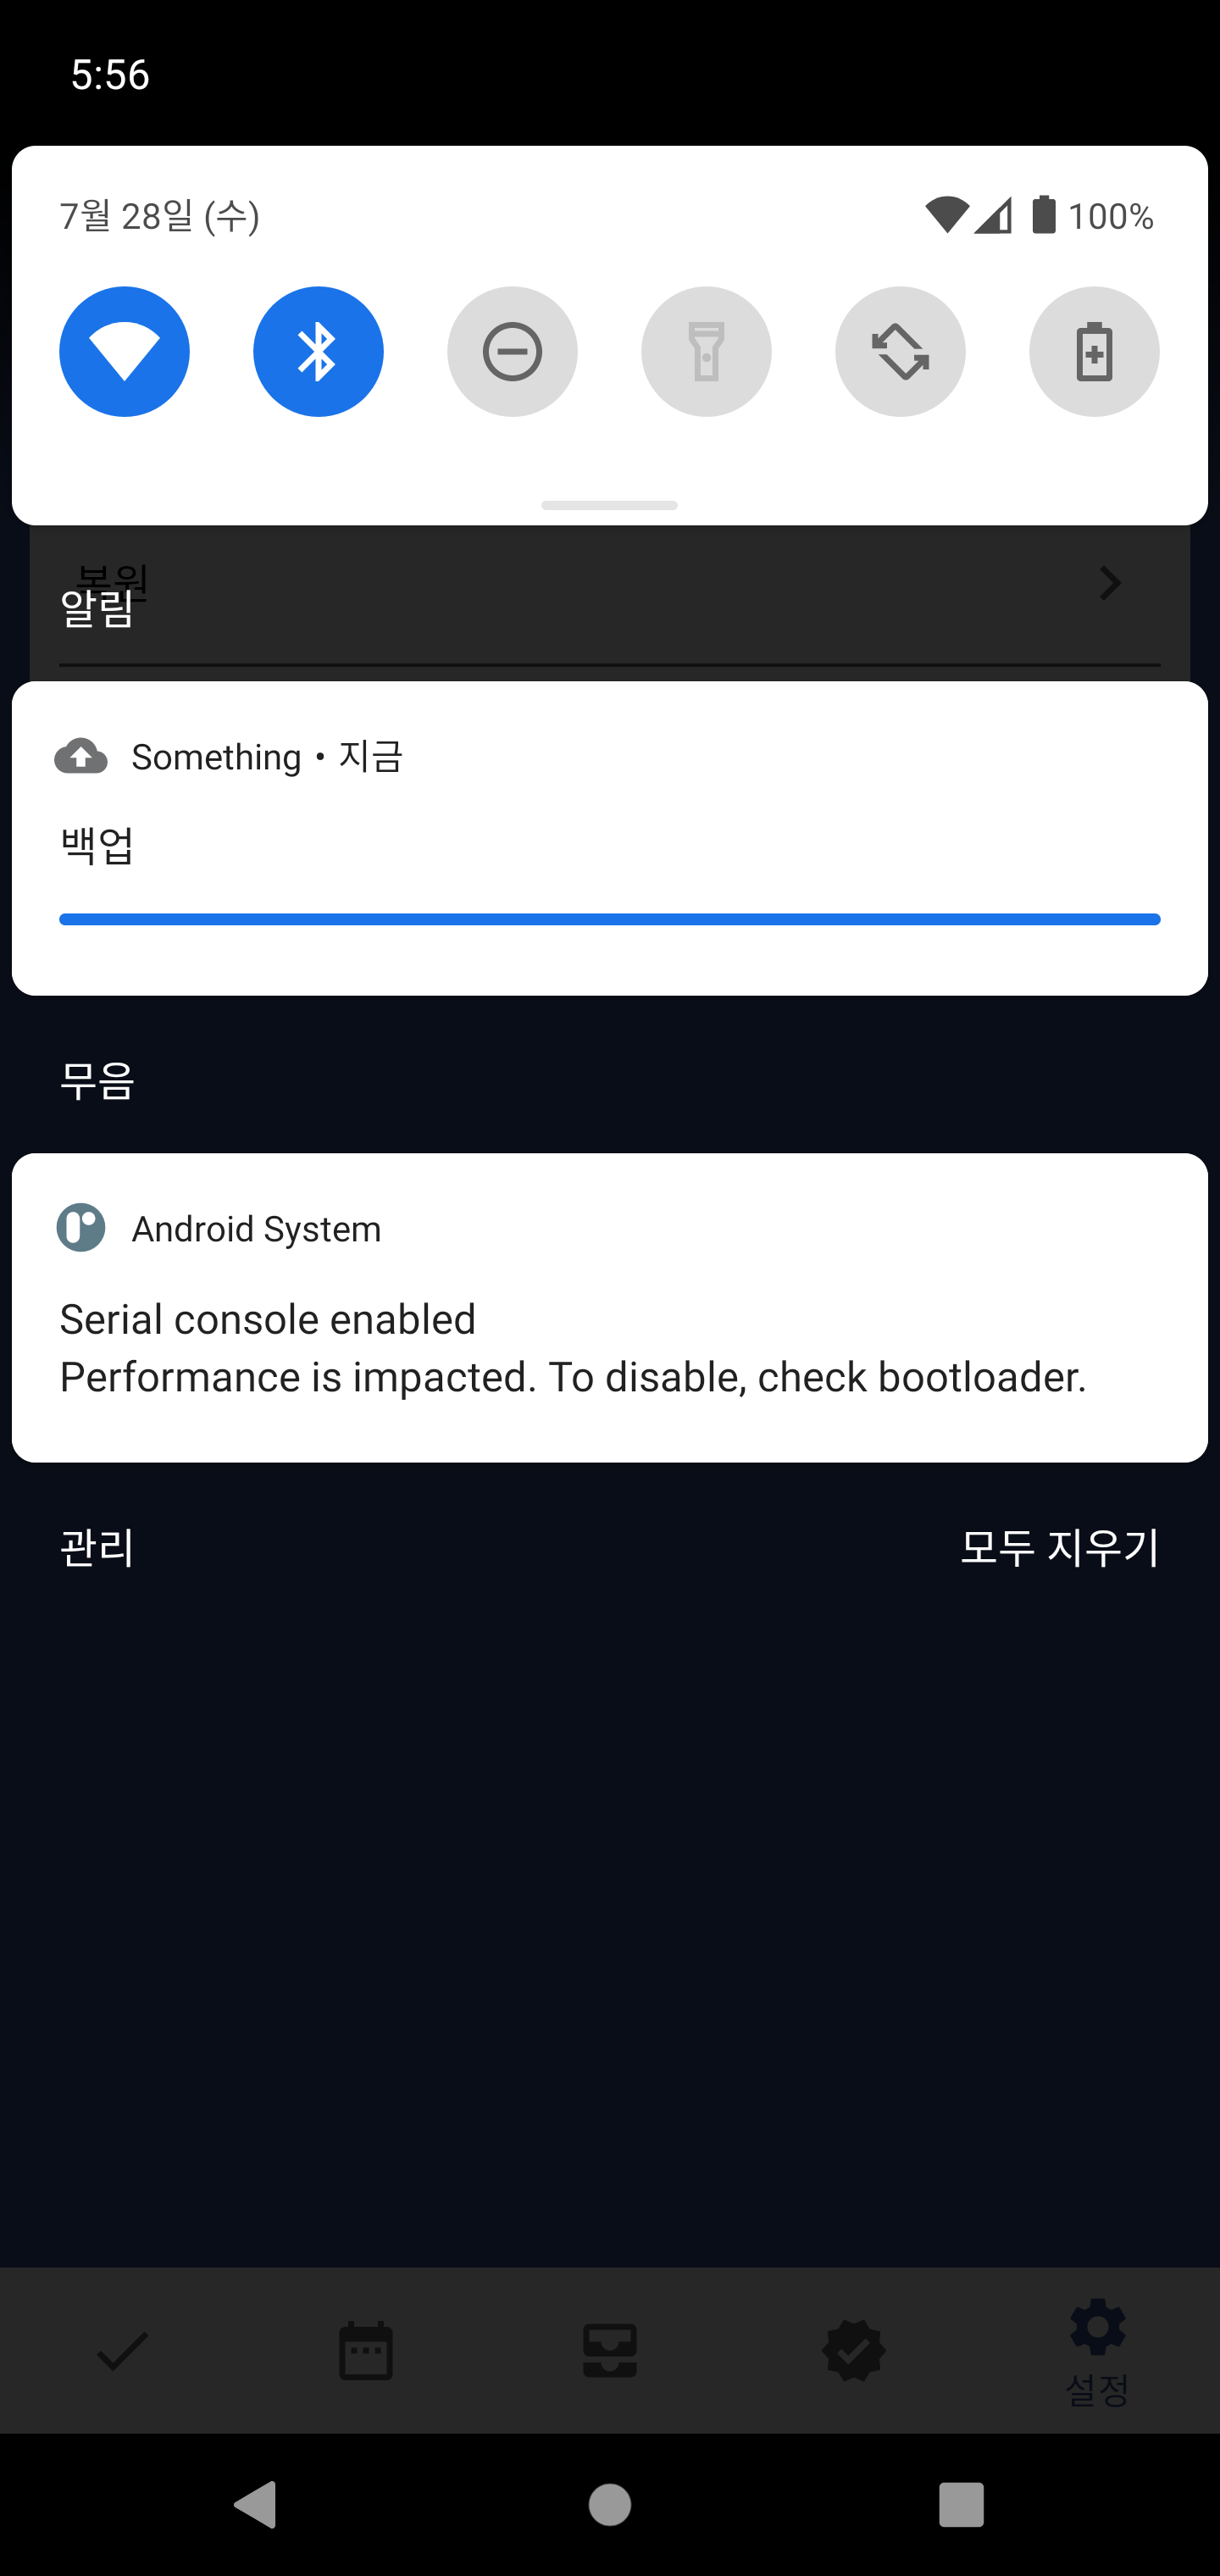 5:56
7월 28일 (수)
100%
복원
알림
Something • 지금
백업
무음
Android System
Serial console enabled
Performance is impacted. To disable, check bootloader.
관리
모두 지우기
설정